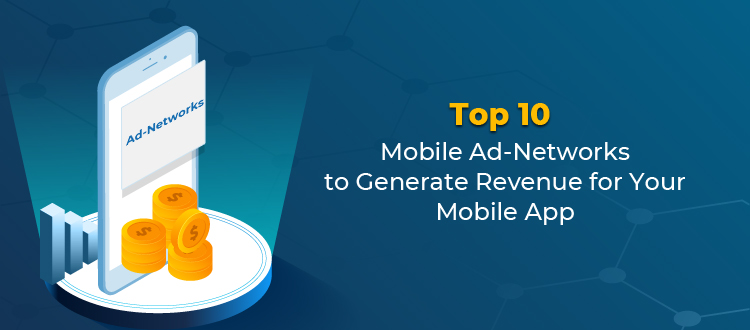 Ad-Networks
$
$
$
Top 10
Mobile Ad-Networks
to Generate Revenue for Your
Mobile App